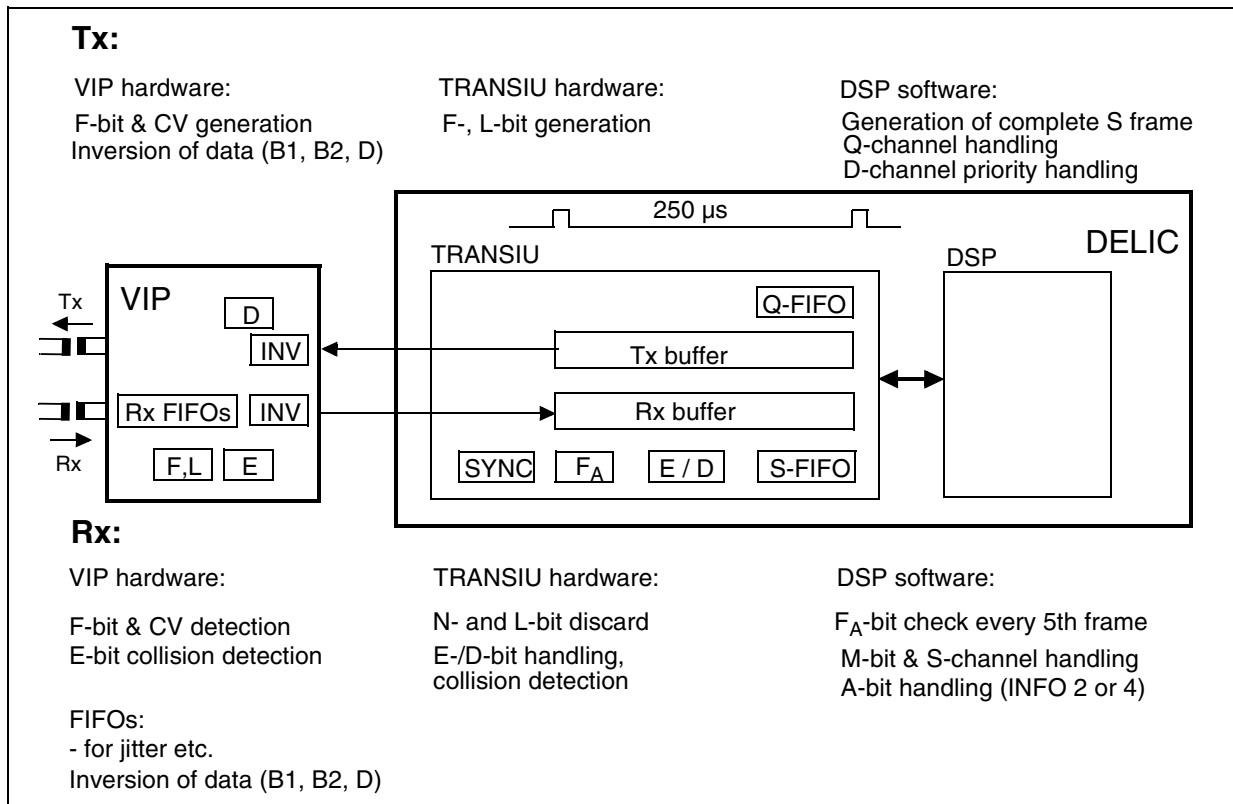 Tx:
VIP hardware:
F-bit & CV generation
Inversion of data (B1, B2, D)
TRANSIU hardware:
F-, L-bit generation
DSP software:
Generation of complete S frame
Q-channel handling
D-channel priority handling
250 µs
DELIC
TRANSIU
DSP
VIP
Tx
D
INV
Q-FIFO
Tx buffer
Rx FIFOs
INV
Rx buffer
Rx
F,L
E
SYNC
FA
E / D
S-FIFO
Rx:
VIP hardware:
F-bit & CV detection
E-bit collision detection
FIFOs:
- for jitter etc.
Inversion of data (B1, B2, D)
TRANSIU hardware:
N- and L-bit discard
E-/D-bit handling,
collision detection
DSP software:
FA-bit check every 5th frame
M-bit & S-channel handling
A-bit handling (INFO 2 or 4)